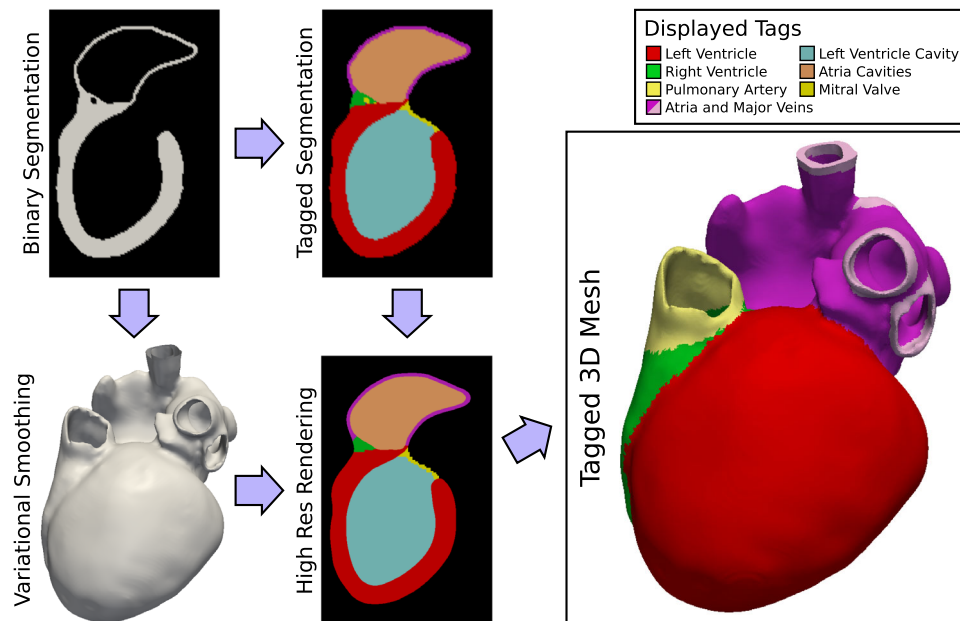 Binary Segmentation
Tagged Segmentation
Displayed Tags
Left Ventricle
Left Ventricle Cavity
Right Ventricle
Atria Cavities
Pulmonary Artery
Mitral Valve
Atria and Major Veins
Variational Smoothing
High Res Rendering
Tagged 3D Mesh